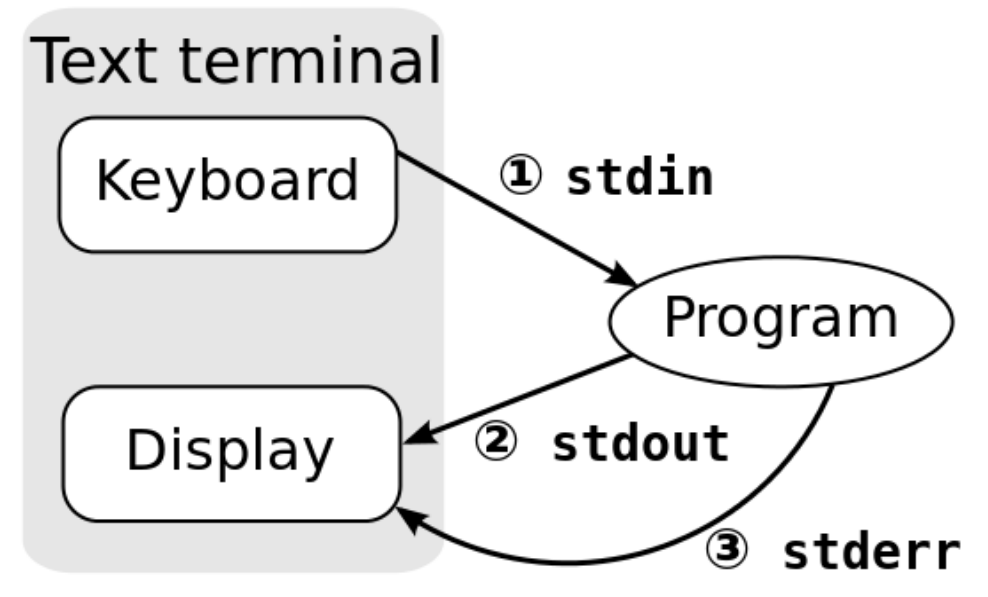 Text terminal
Keyboard
① stdin
Program
Display
② stdout
③ stderr